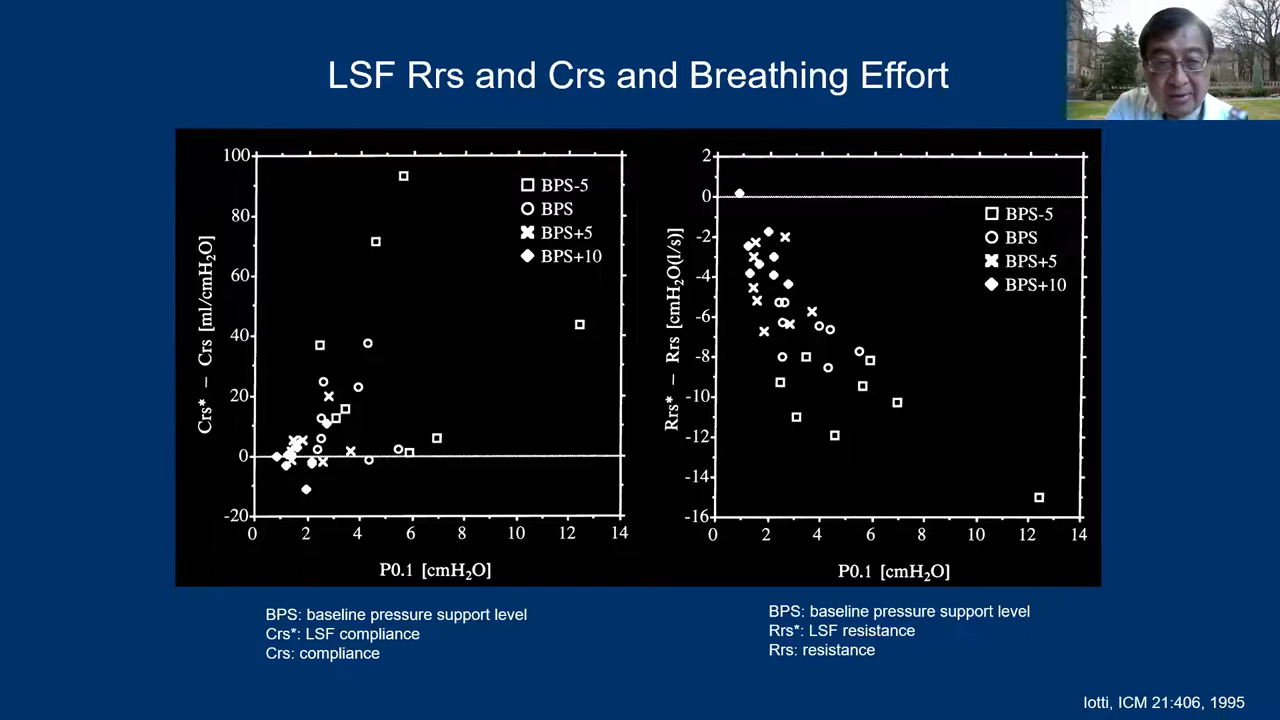 LSF Rrs and Crs and Breathing Effort
100
80
60
40
20
0
-20
0 2 4 6 8 10 12 14
Crs* – Crs [ml/cmH₂O]
P0.1 [cmH₂O]
BPS-5
BPS
BPS+5
BPS+10
2
0
-2
-4
-6
-8
-10
-12
-14
-16
0 2 4 6 8 10 12 14
Rrs* – Rrs [cmH₂O(l/s)]
P0.1 [cmH₂O]
BPS-5
BPS
BPS+5
BPS+10
BPS: baseline pressure support level
Crs*: LSF compliance
Crs: compliance
BPS: baseline pressure support level
Rrs*: LSF resistance
Rrs: resistance
Iotti, ICM 21:406, 1995